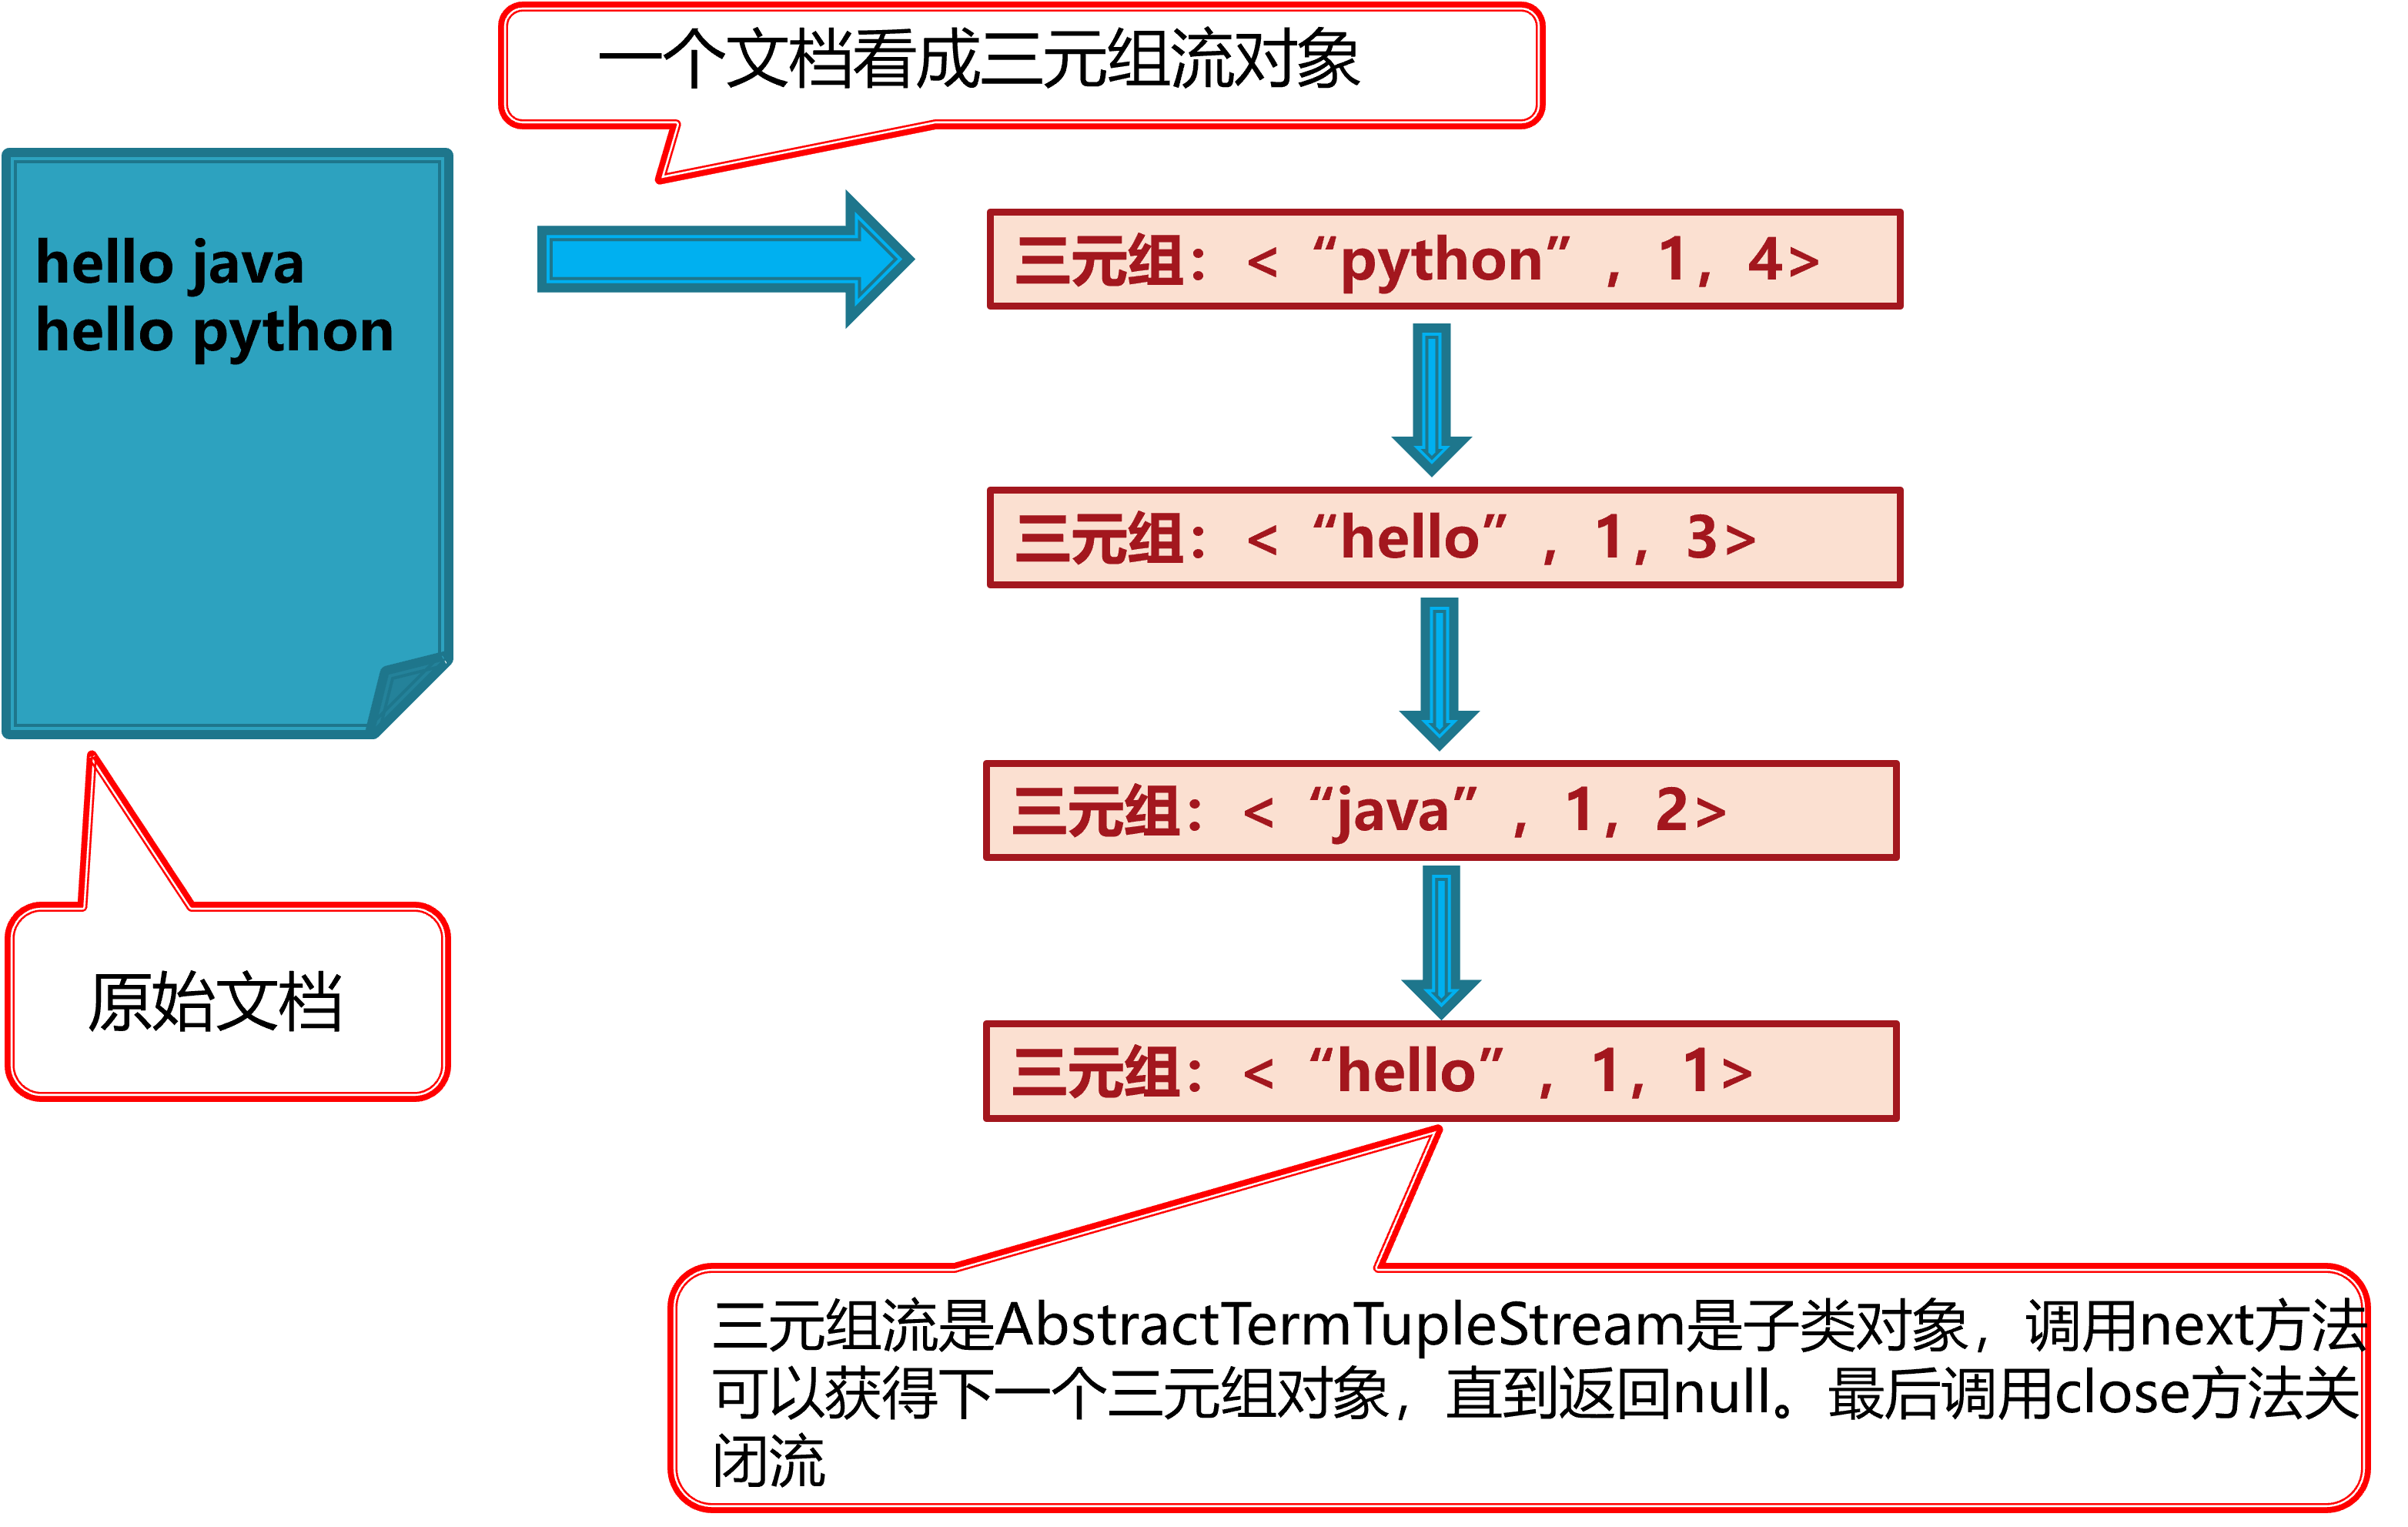 一个文档看成三元组流对象
hello java
hello python
三元组：<“python”, 1, 4>
三元组：<“hello”, 1, 3>
三元组：<“java”, 1, 2>
三元组：<“hello”, 1, 1>
原始文档
三元组流是AbstractTermTupleStream是子类对象，调用next方法
可以获得下一个三元组对象，直到返回null。最后调用close方法关
闭流